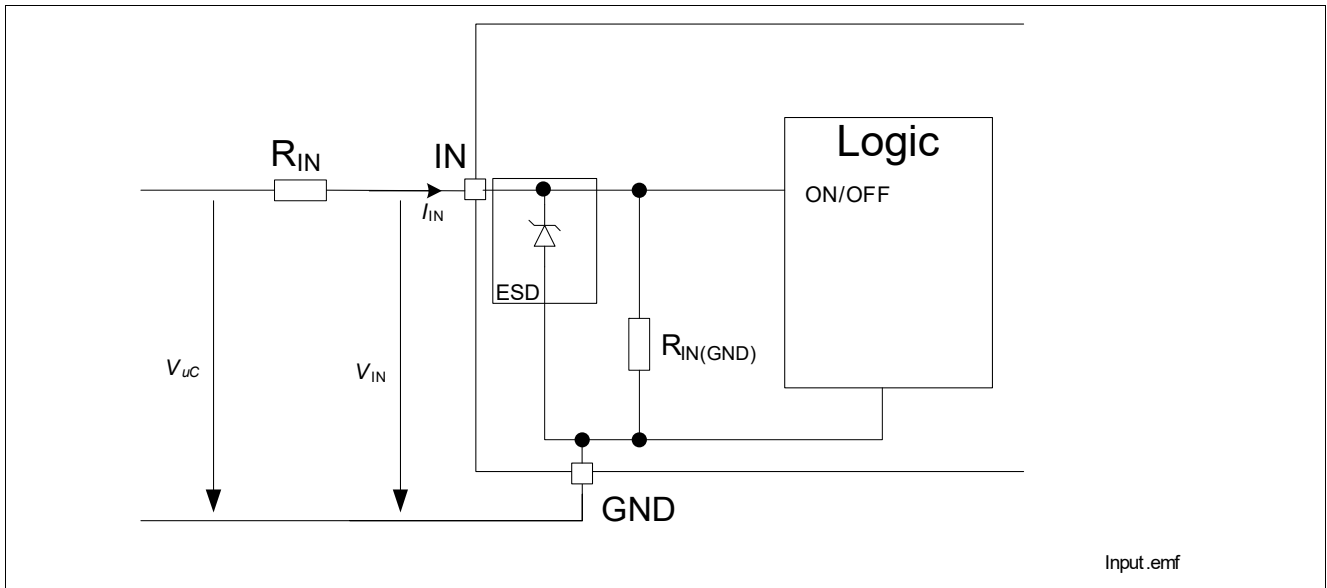 Logic
R_IN
IN
ON/OFF
I_IN
ESD
R_IN(GND)
V_uC
V_IN
GND
Input.emf